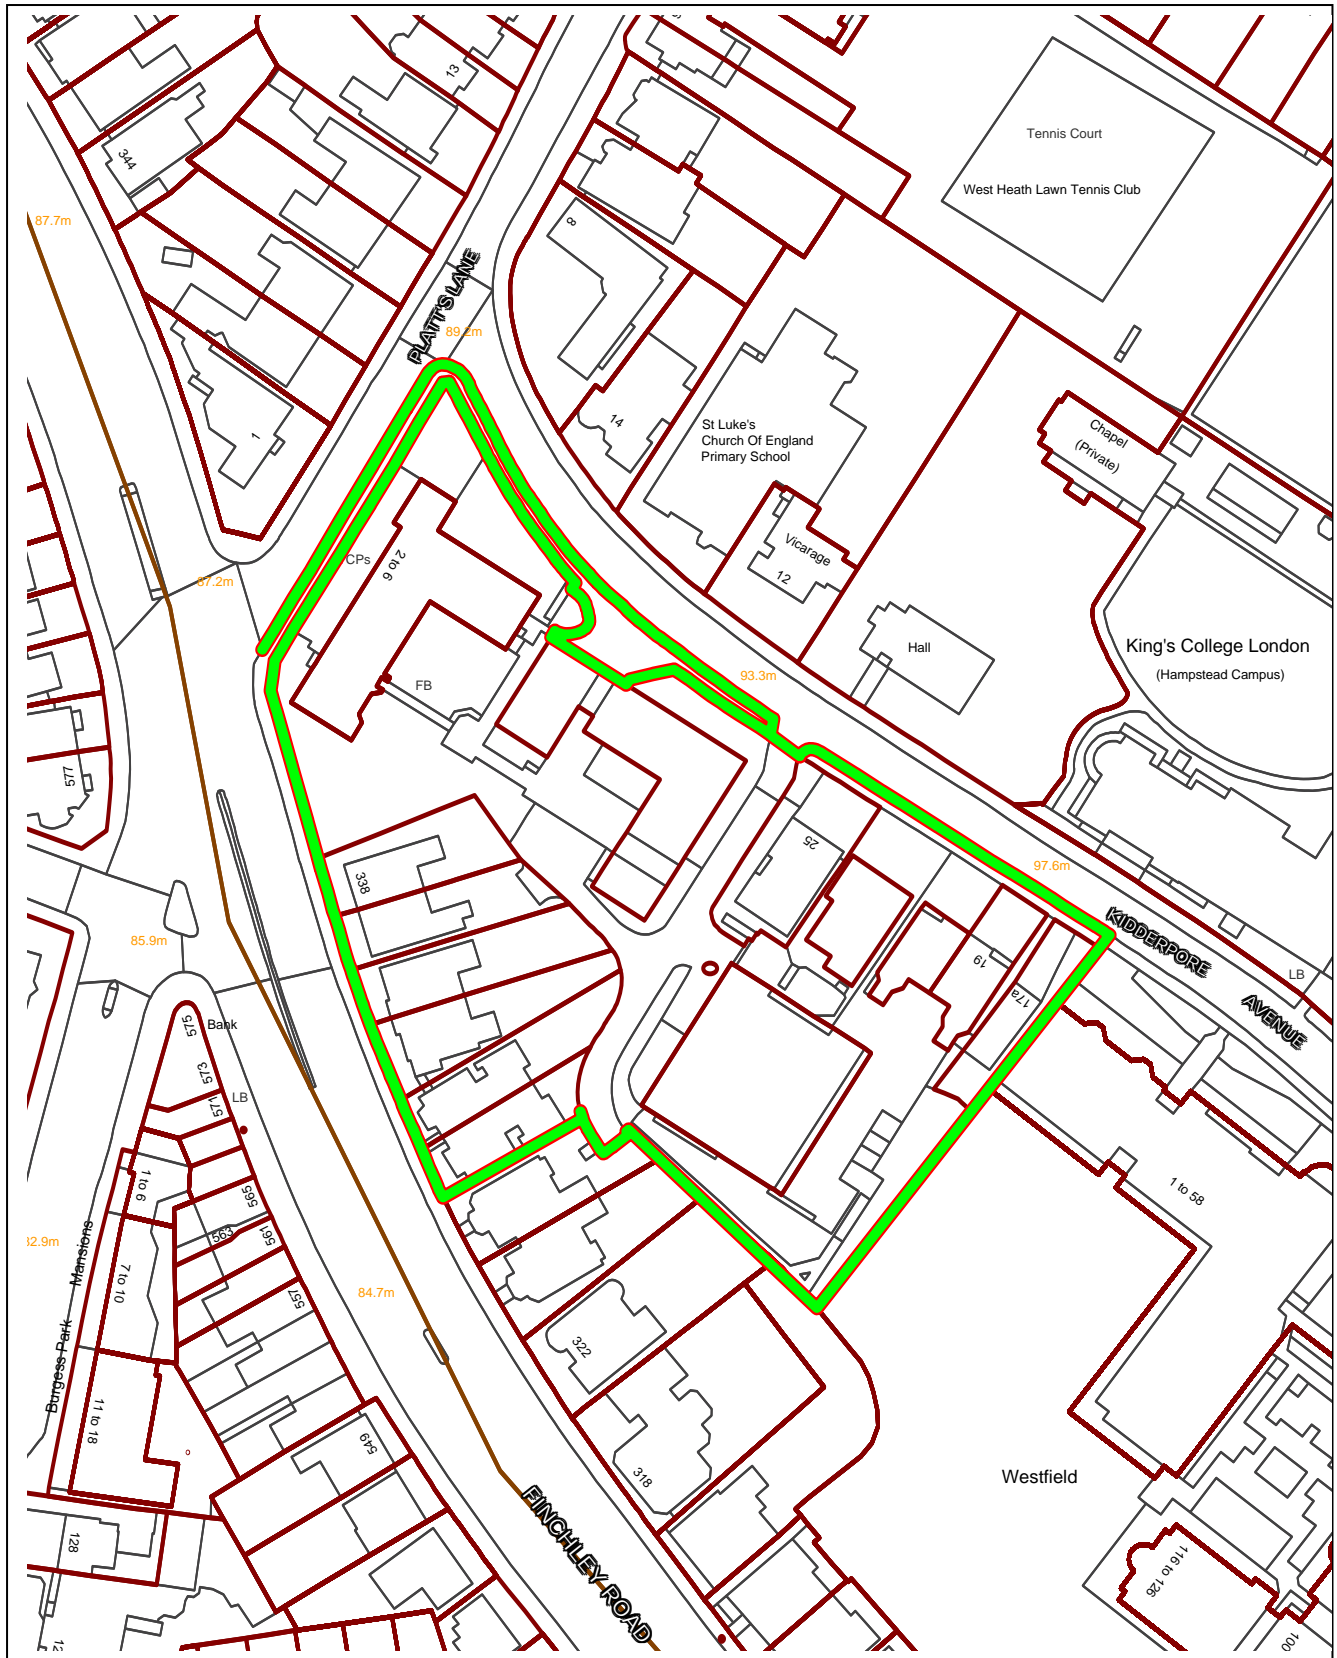 13
344
Tennis Court
West Heath Lawn Tennis Club
87.7m
8
PLATT'S LANE
89.2m
1
14
St Luke's
Church Of England
Primary School
Chapel
(Private)
Vicarage
12
CPs
2 to 6
87.2m
Hall
King's College London
(Hampstead Campus)
93.3m
FB
577
25
338
97.6m
KIDDERPORE
AVENUE
LB
85.9m
19
17a
575
Bank
573
571
LB
1 to 6
565
563
561
1 to 58
Mansions
7 to 10
557
84.7m
322
Burgess Park
11 to 18
549
318
Westfield
FINCHLEY ROAD
128
116 to 126
100